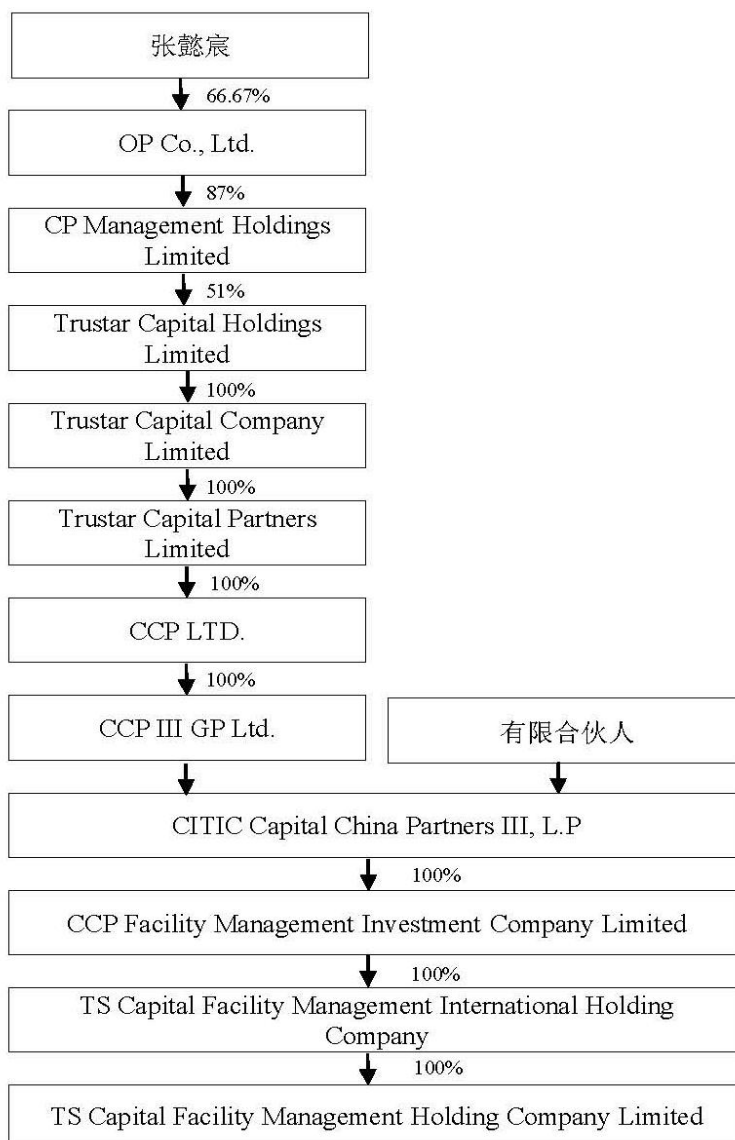 张懿宸
66.67%
OP Co., Ltd.
87%
CP Management Holdings
Limited
51%
Trustar Capital Holdings
Limited
100%
Trustar Capital Company
Limited
100%
Trustar Capital Partners
Limited
100%
CCP LTD.
100%
CCP III GP Ltd.
有限合伙人
CITIC Capital China Partners III, L.P
100%
CCP Facility Management Investment Company Limited
100%
TS Capital Facility Management International Holding
Company
100%
TS Capital Facility Management Holding Company Limited